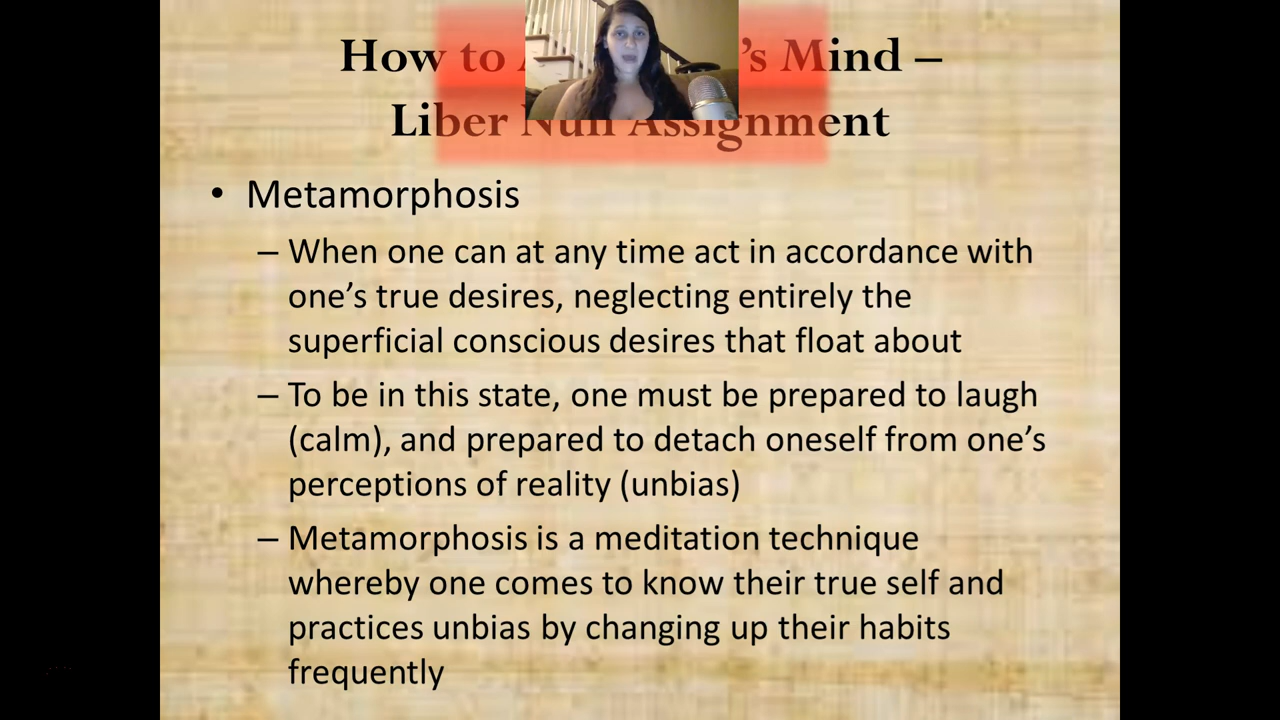 How to 's Mind –
Liber Null Assignment
• Metamorphosis
– When one can at any time act in accordance with
one's true desires, neglecting entirely the
superficial conscious desires that float about
– To be in this state, one must be prepared to laugh
(calm), and prepared to detach oneself from one's
perceptions of reality (unbias)
– Metamorphosis is a meditation technique
whereby one comes to know their true self and
practices unbias by changing up their habits
frequently